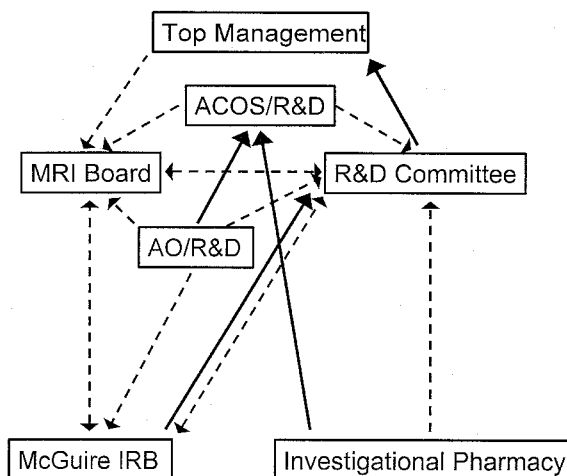 Top Management
ACOS/R&D
MRI Board
R&D Committee
AO/R&D
McGuire IRB
Investigational Pharmacy